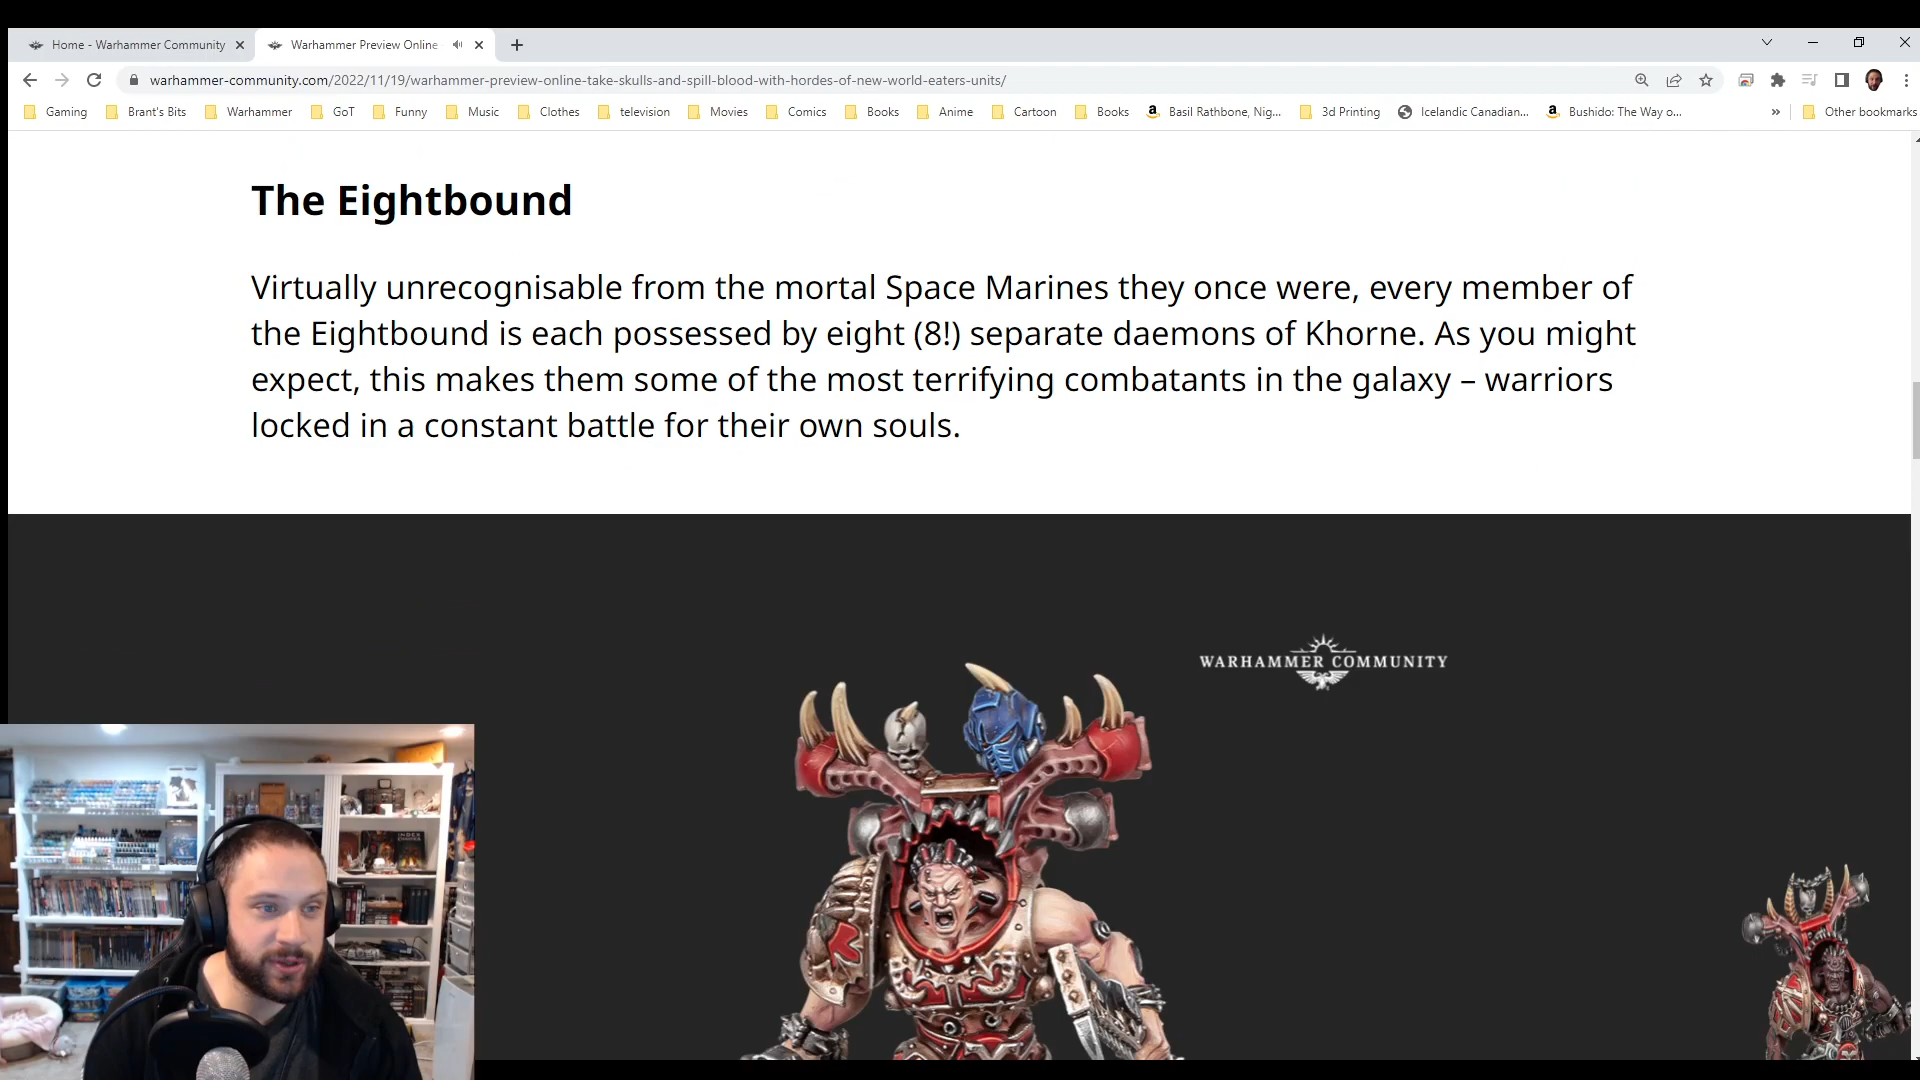 Home - Warhammer Community
Warhammer Preview Online
warhammer-community.com/2022/11/19/warhammer-preview-online-take-skulls-and-spill-blood-with-hordes-of-new-world-eaters-units/
Gaming Brant's Bits Warhammer GoT Funny Music Clothes television Movies Comics Books Anime Cartoon Books Basil Rathbone, Nig... 3d Printing Icelandic Canadian... Bushido: The Way o... » Other bookmarks
The Eightbound
Virtually unrecognisable from the mortal Space Marines they once were, every member of
the Eightbound is each possessed by eight (8!) separate daemons of Khorne. As you might
expect, this makes them some of the most terrifying combatants in the galaxy – warriors
locked in a constant battle for their own souls.
WARHAMMER COMMUNITY